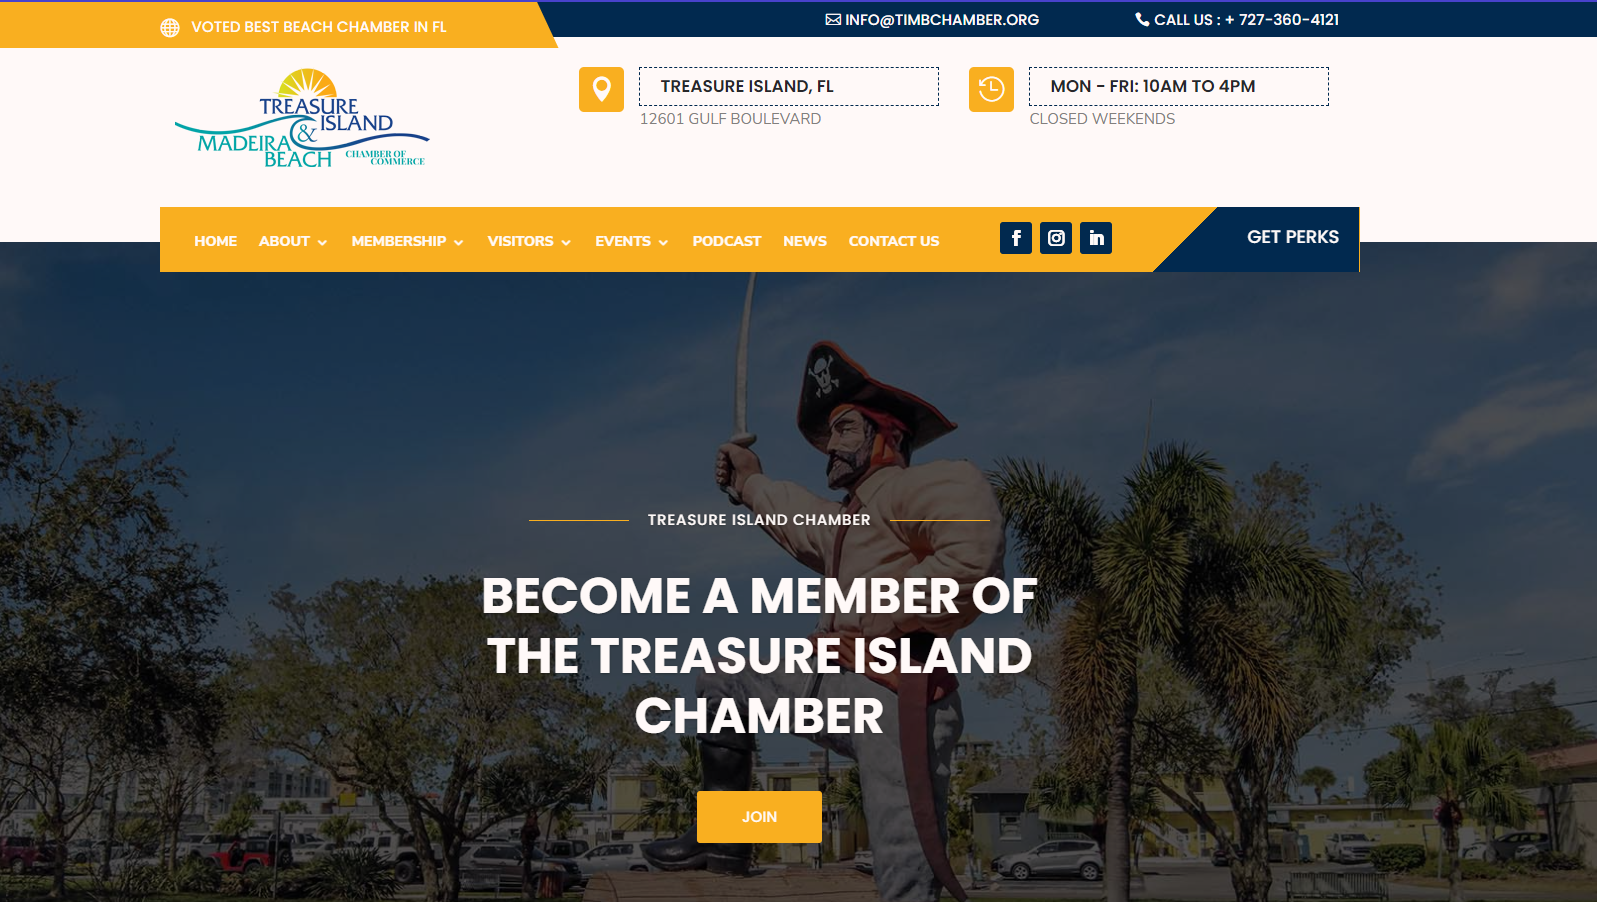 VOTED BEST BEACH CHAMBER IN FL
INFO@TIMBCHAMBER.ORG
CALL US : + 727-360-4121
TREASURE
ISLAND
&
MADEIRA
BEACH
CHAMBER OF
COMMERCE
TREASURE ISLAND, FL
12601 GULF BOULEVARD
MON - FRI: 10AM TO 4PM
CLOSED WEEKENDS
HOME ABOUT MEMBERSHIP VISITORS EVENTS PODCAST NEWS CONTACT US
GET PERKS
TREASURE ISLAND CHAMBER
BECOME A MEMBER OF
THE TREASURE ISLAND
CHAMBER
JOIN